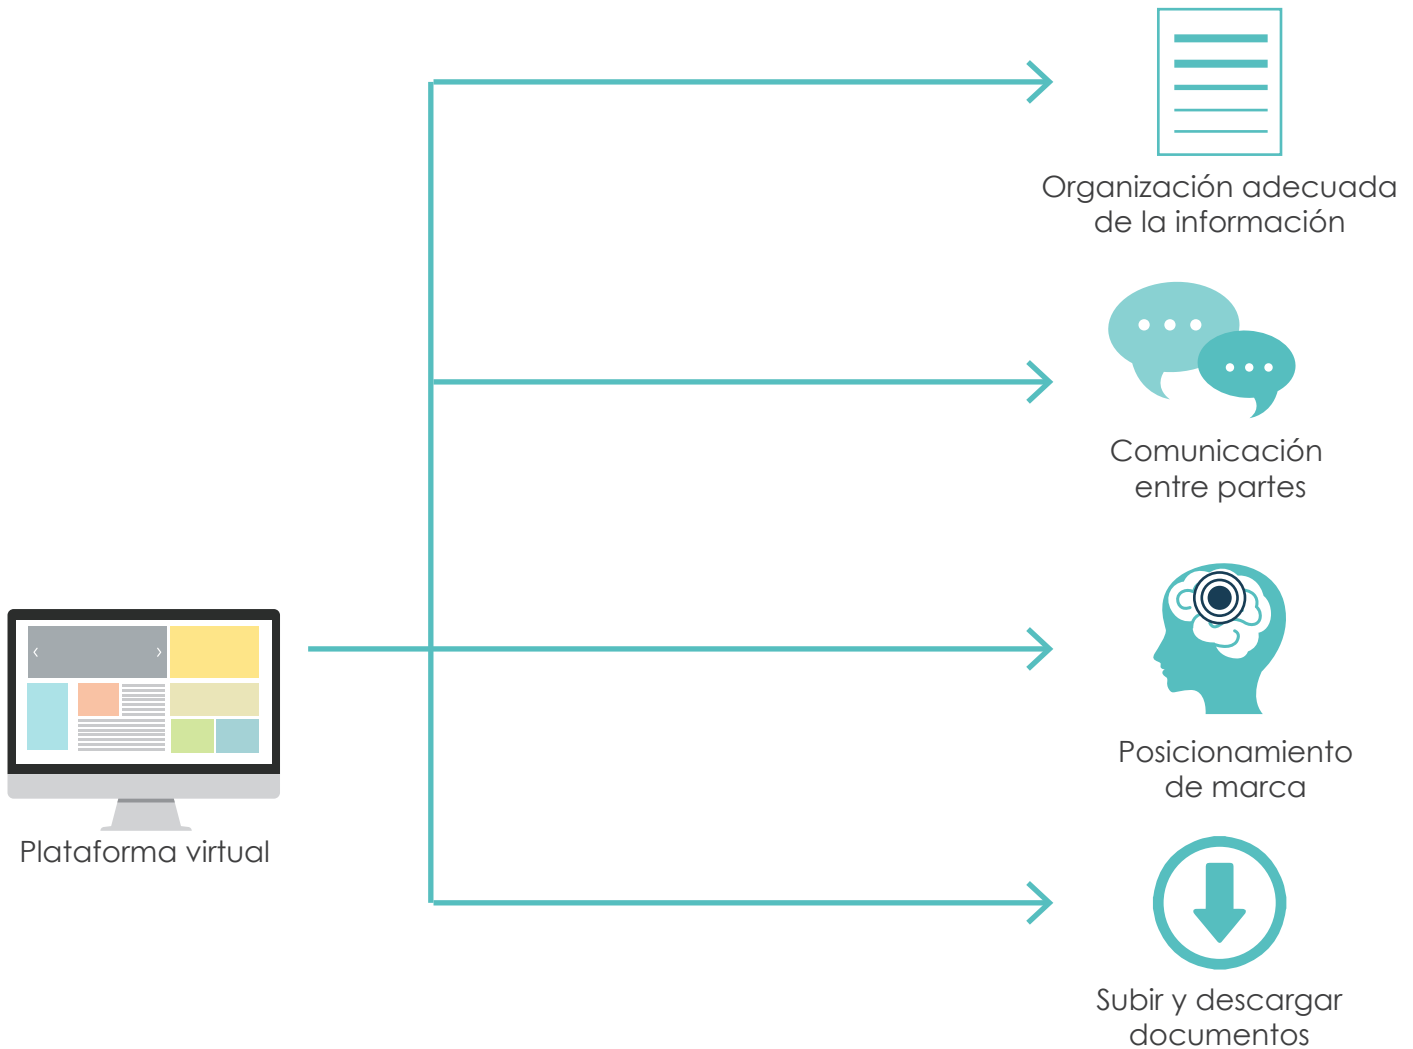 Organización adecuada
de la información
Comunicación
entre partes
Posicionamiento
de marca
Plataforma virtual
Subir y descargar
documentos